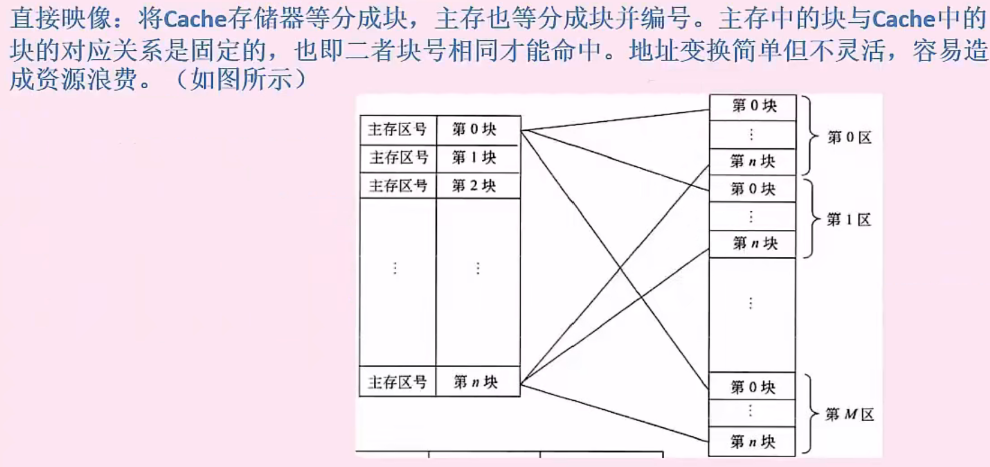 直接映像：将Cache存储器等分成块，主存也等分成块并编号。主存中的块与Cache中的
块的对应关系是固定的，也即二者块号相同才能命中。地址变换简单但不灵活，容易造
成资源浪费。（如图所示）
主存区号 第0块
主存区号 第1块
主存区号 第2块
⋮ ⋮
主存区号 第n块
第0块
⋮
第n块
第0区
第0块
⋮
第n块
第1区
⋮
第0块
⋮
第n块
第M区